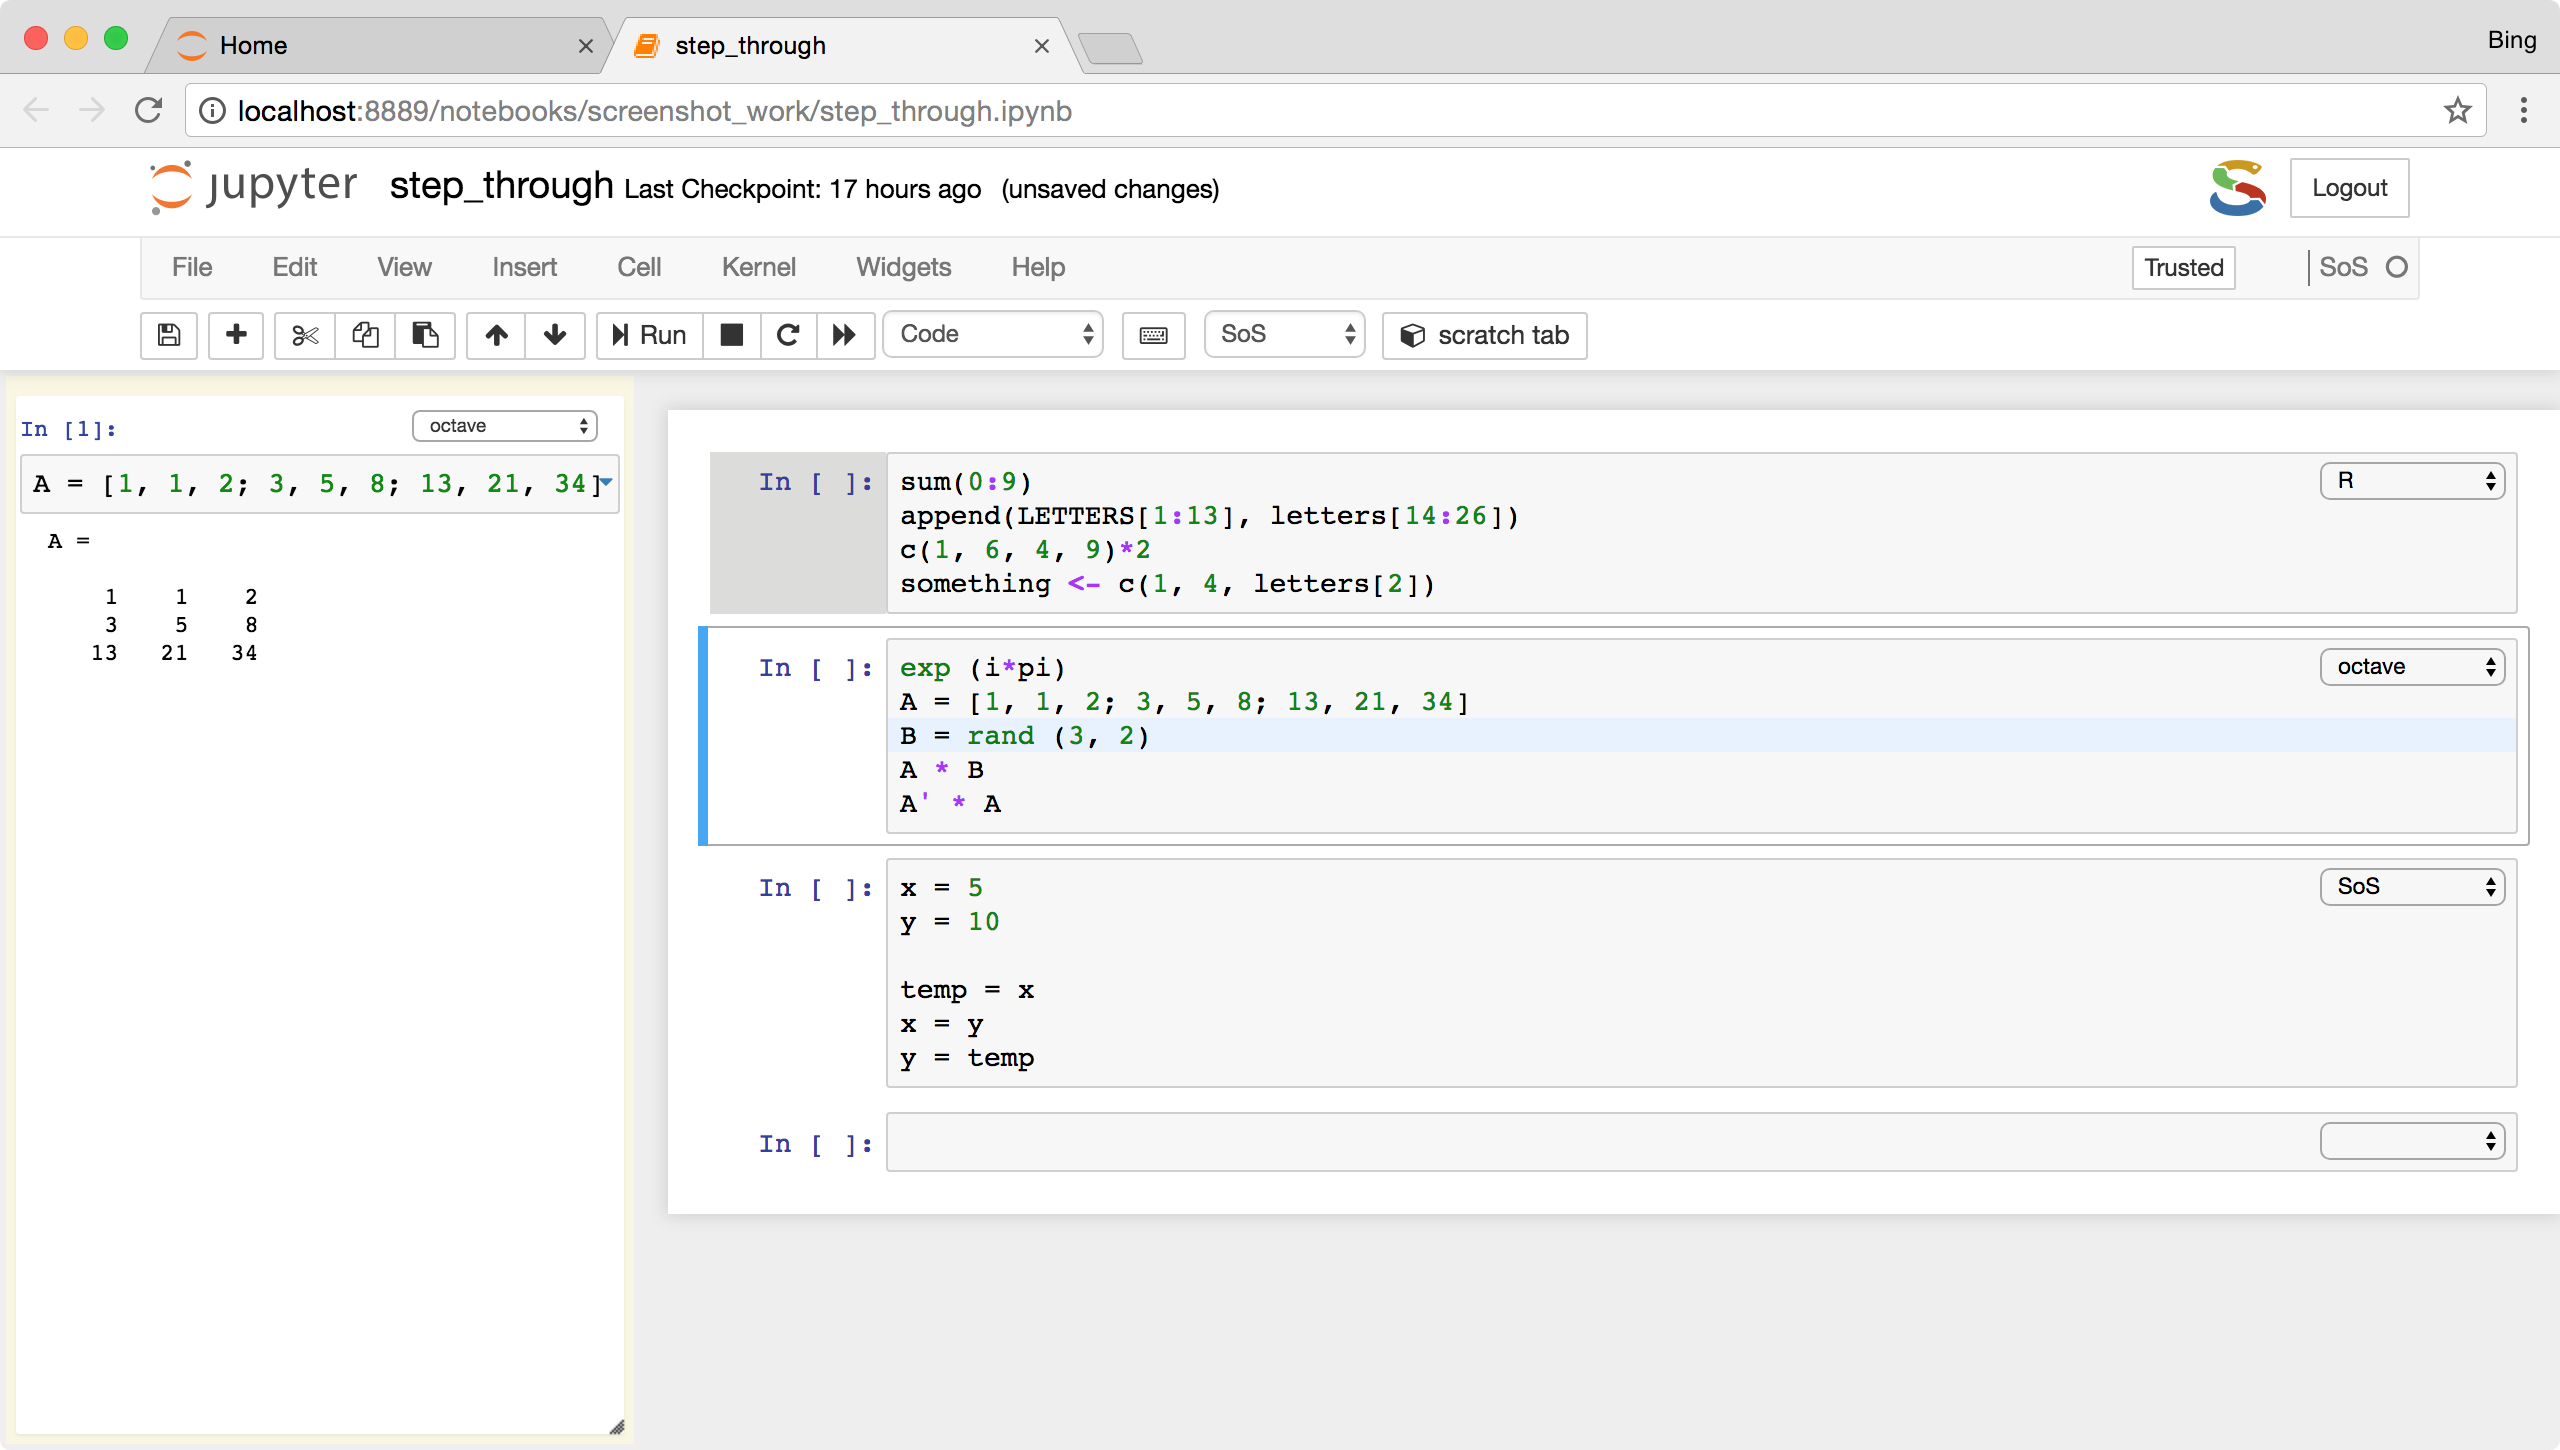 Home
step_through
Bing
localhost:8889/notebooks/screenshot_work/step_through.ipynb
jupyter step_through Last Checkpoint: 17 hours ago (unsaved changes)
Logout
File Edit View Insert Cell Kernel Widgets Help
Trusted
SoS
Run
Code
SoS
scratch tab
In [1]:
octave
A = [1, 1, 2; 3, 5, 8; 13, 21, 34]
A =
1 1 2
3 5 8
13 21 34
In [ ]:
R
sum(0:9)
append(LETTERS[1:13], letters[14:26])
c(1, 6, 4, 9)*2
something <- c(1, 4, letters[2])
In [ ]:
octave
exp (i*pi)
A = [1, 1, 2; 3, 5, 8; 13, 21, 34]
B = rand (3, 2)
A * B
A' * A
In [ ]:
SoS
x = 5
y = 10
temp = x
x = y
y = temp
In [ ]: